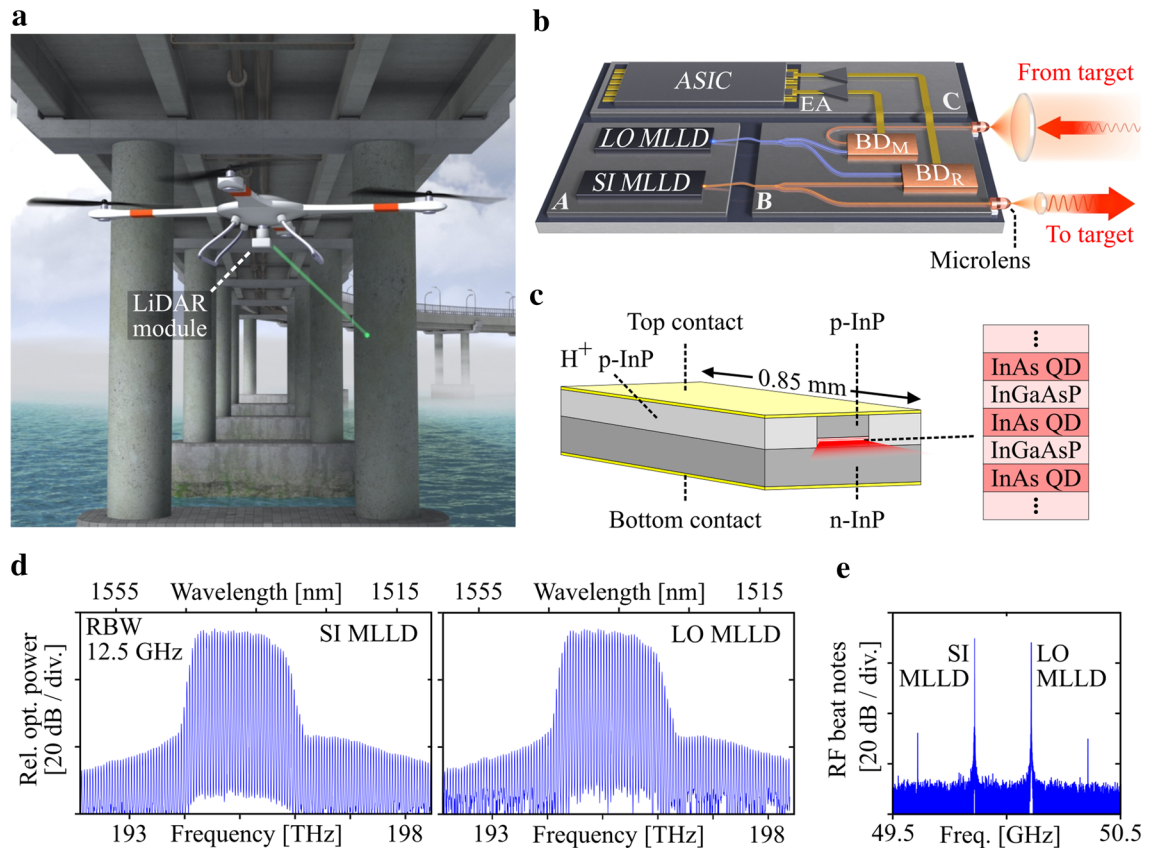 a
LiDAR
module
b
ASIC
EA
C
LO MLLD
BD_M
SI MLLD
BD_R
A
B
From target
To target
Microlens
c
Top contact
p-InP
H^+ p-InP
0.85 mm
Bottom contact
n-InP
⋮
InAs QD
InGaAsP
InAs QD
InGaAsP
InAs QD
⋮
d
1555 Wavelength [nm] 1515
RBW
12.5 GHz
SI MLLD
Rel. opt. power
[20 dB / div.]
193 Frequency [THz] 198
1555 Wavelength [nm] 1515
LO MLLD
193 Frequency [THz] 198
e
SI
MLLD
LO
MLLD
RF beat notes
[20 dB / div.]
49.5 Freq. [GHz] 50.5